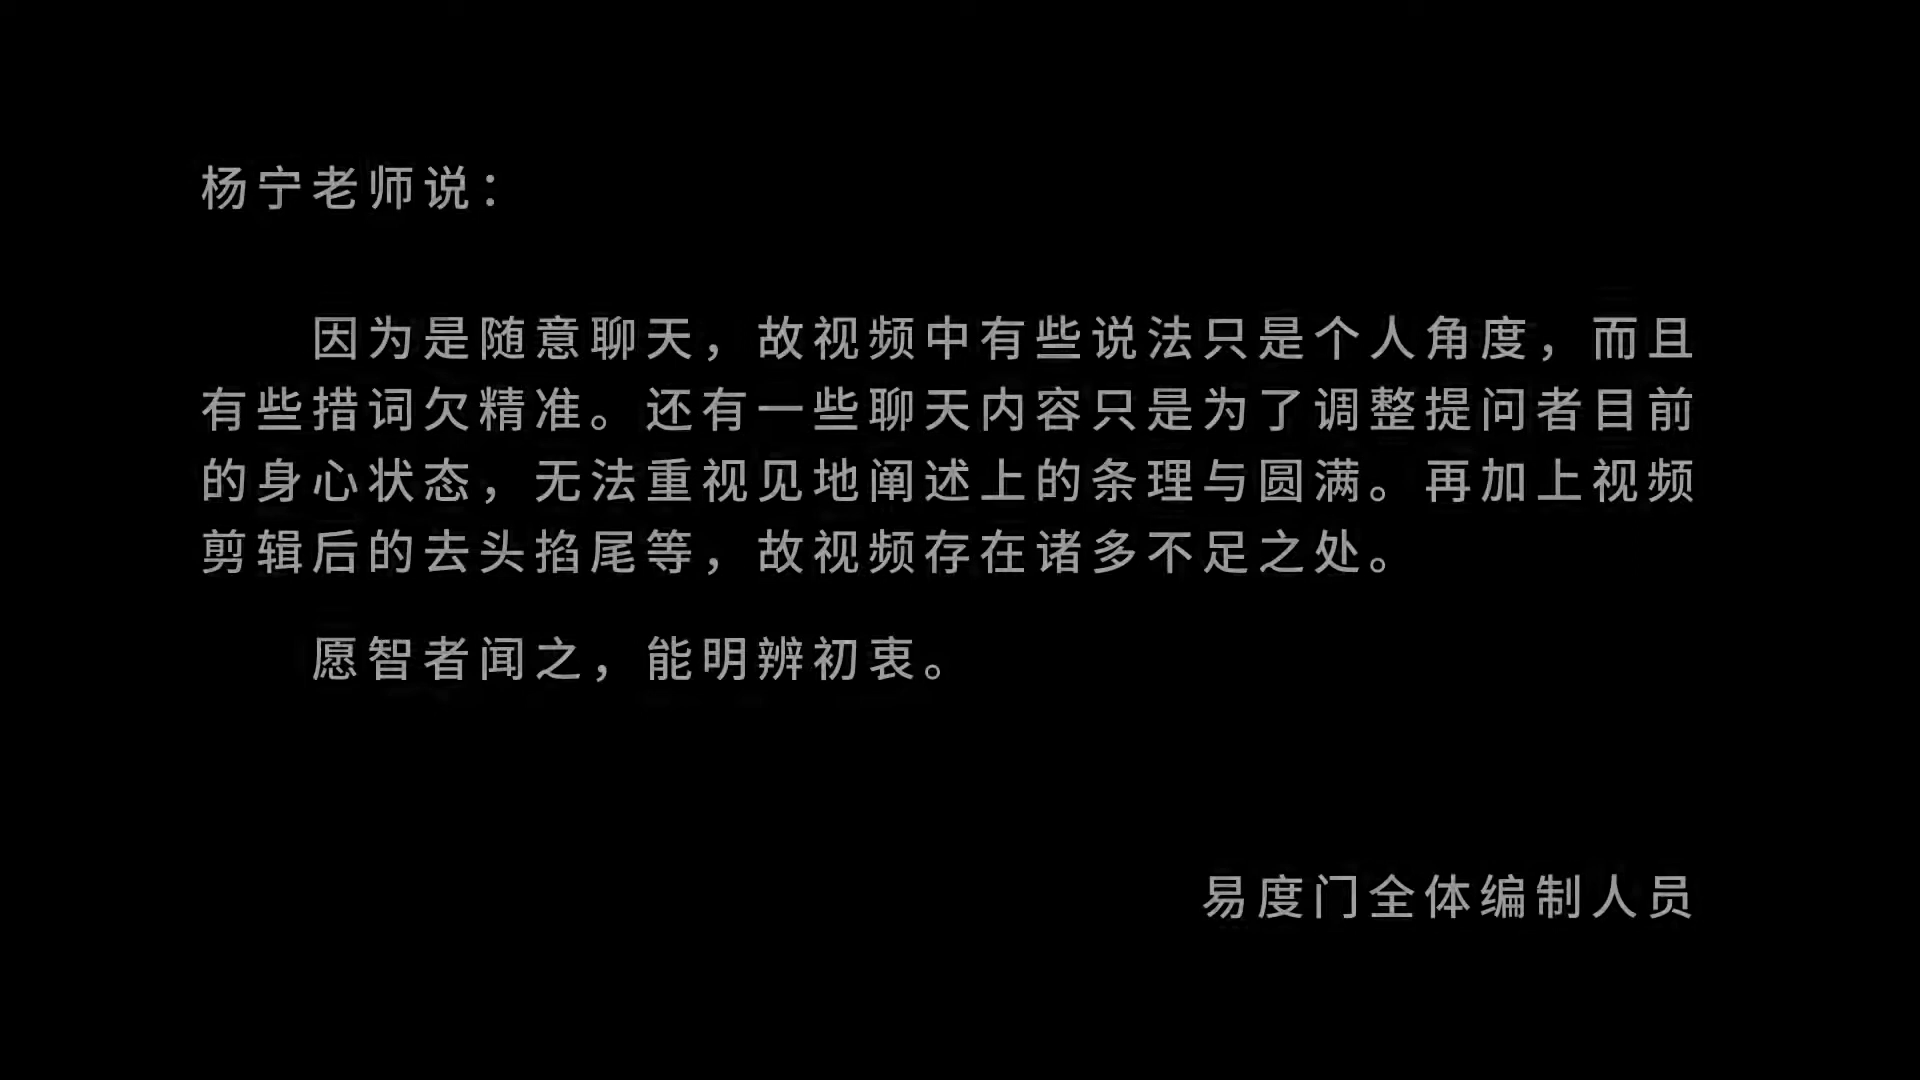 杨宁老师说：
因为是随意聊天，故视频中有些说法只是个人角度，而且
有些措词欠精准。还有一些聊天内容只是为了调整提问者目前
的身心状态，无法重视见地阐述上的条理与圆满。再加上视频
剪辑后的去头掐尾等，故视频存在诸多不足之处。
愿智者闻之，能明辨初衷。
易度门全体编制人员